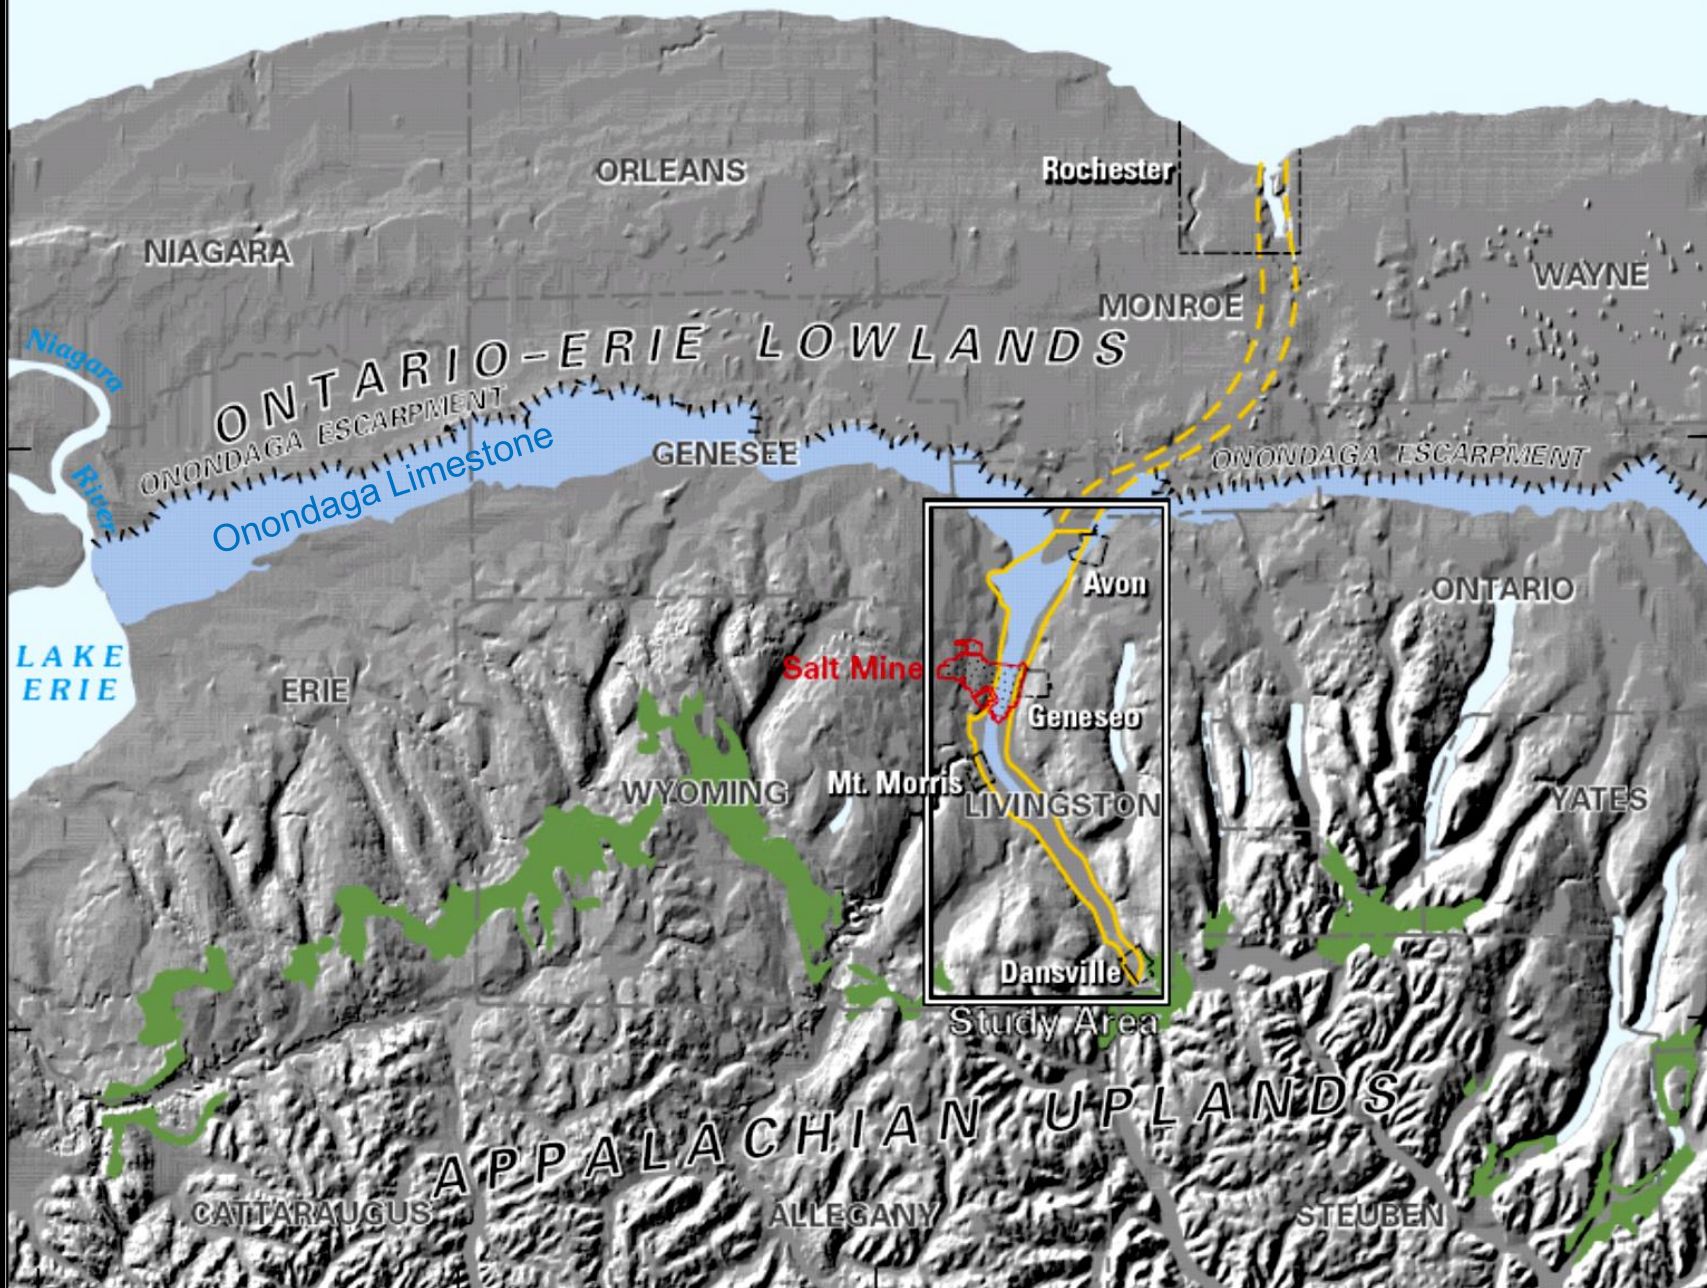 ORLEANS
Rochester
NIAGARA
WAYNE
MONROE
Niagara
River
ONTARIO-ERIE LOWLANDS
ONONDAGA ESCARPMENT
Onondaga Limestone
GENESEE
ONONDAGA ESCARPMENT
Avon
ONTARIO
LAKE
ERIE
Salt Mine
ERIE
Geneseo
WYOMING
Mt. Morris
LIVINGSTON
YATES
Dansville
Study Area
APPALACHIAN UPLANDS
CATTARAUGUS
ALLEGANY
STEUBEN